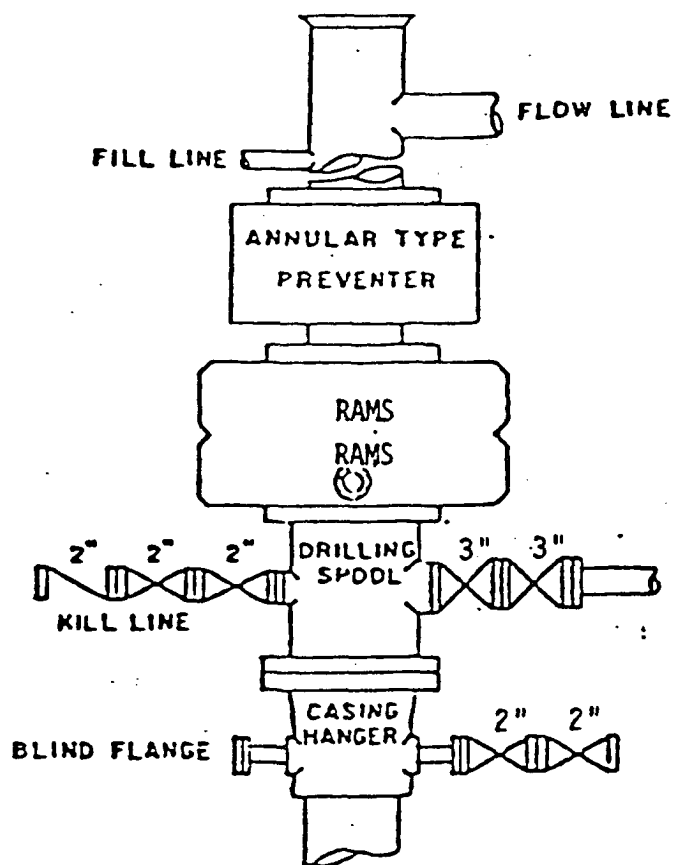 FLOW LINE
FILL LINE
ANNULAR TYPE
PREVENTER
RAMS
RAMS
2" 2" 2"
DRILLING
SPOOL
3" 3"
KILL LINE
CASING
HANGER
2" 2"
BLIND FLANGE